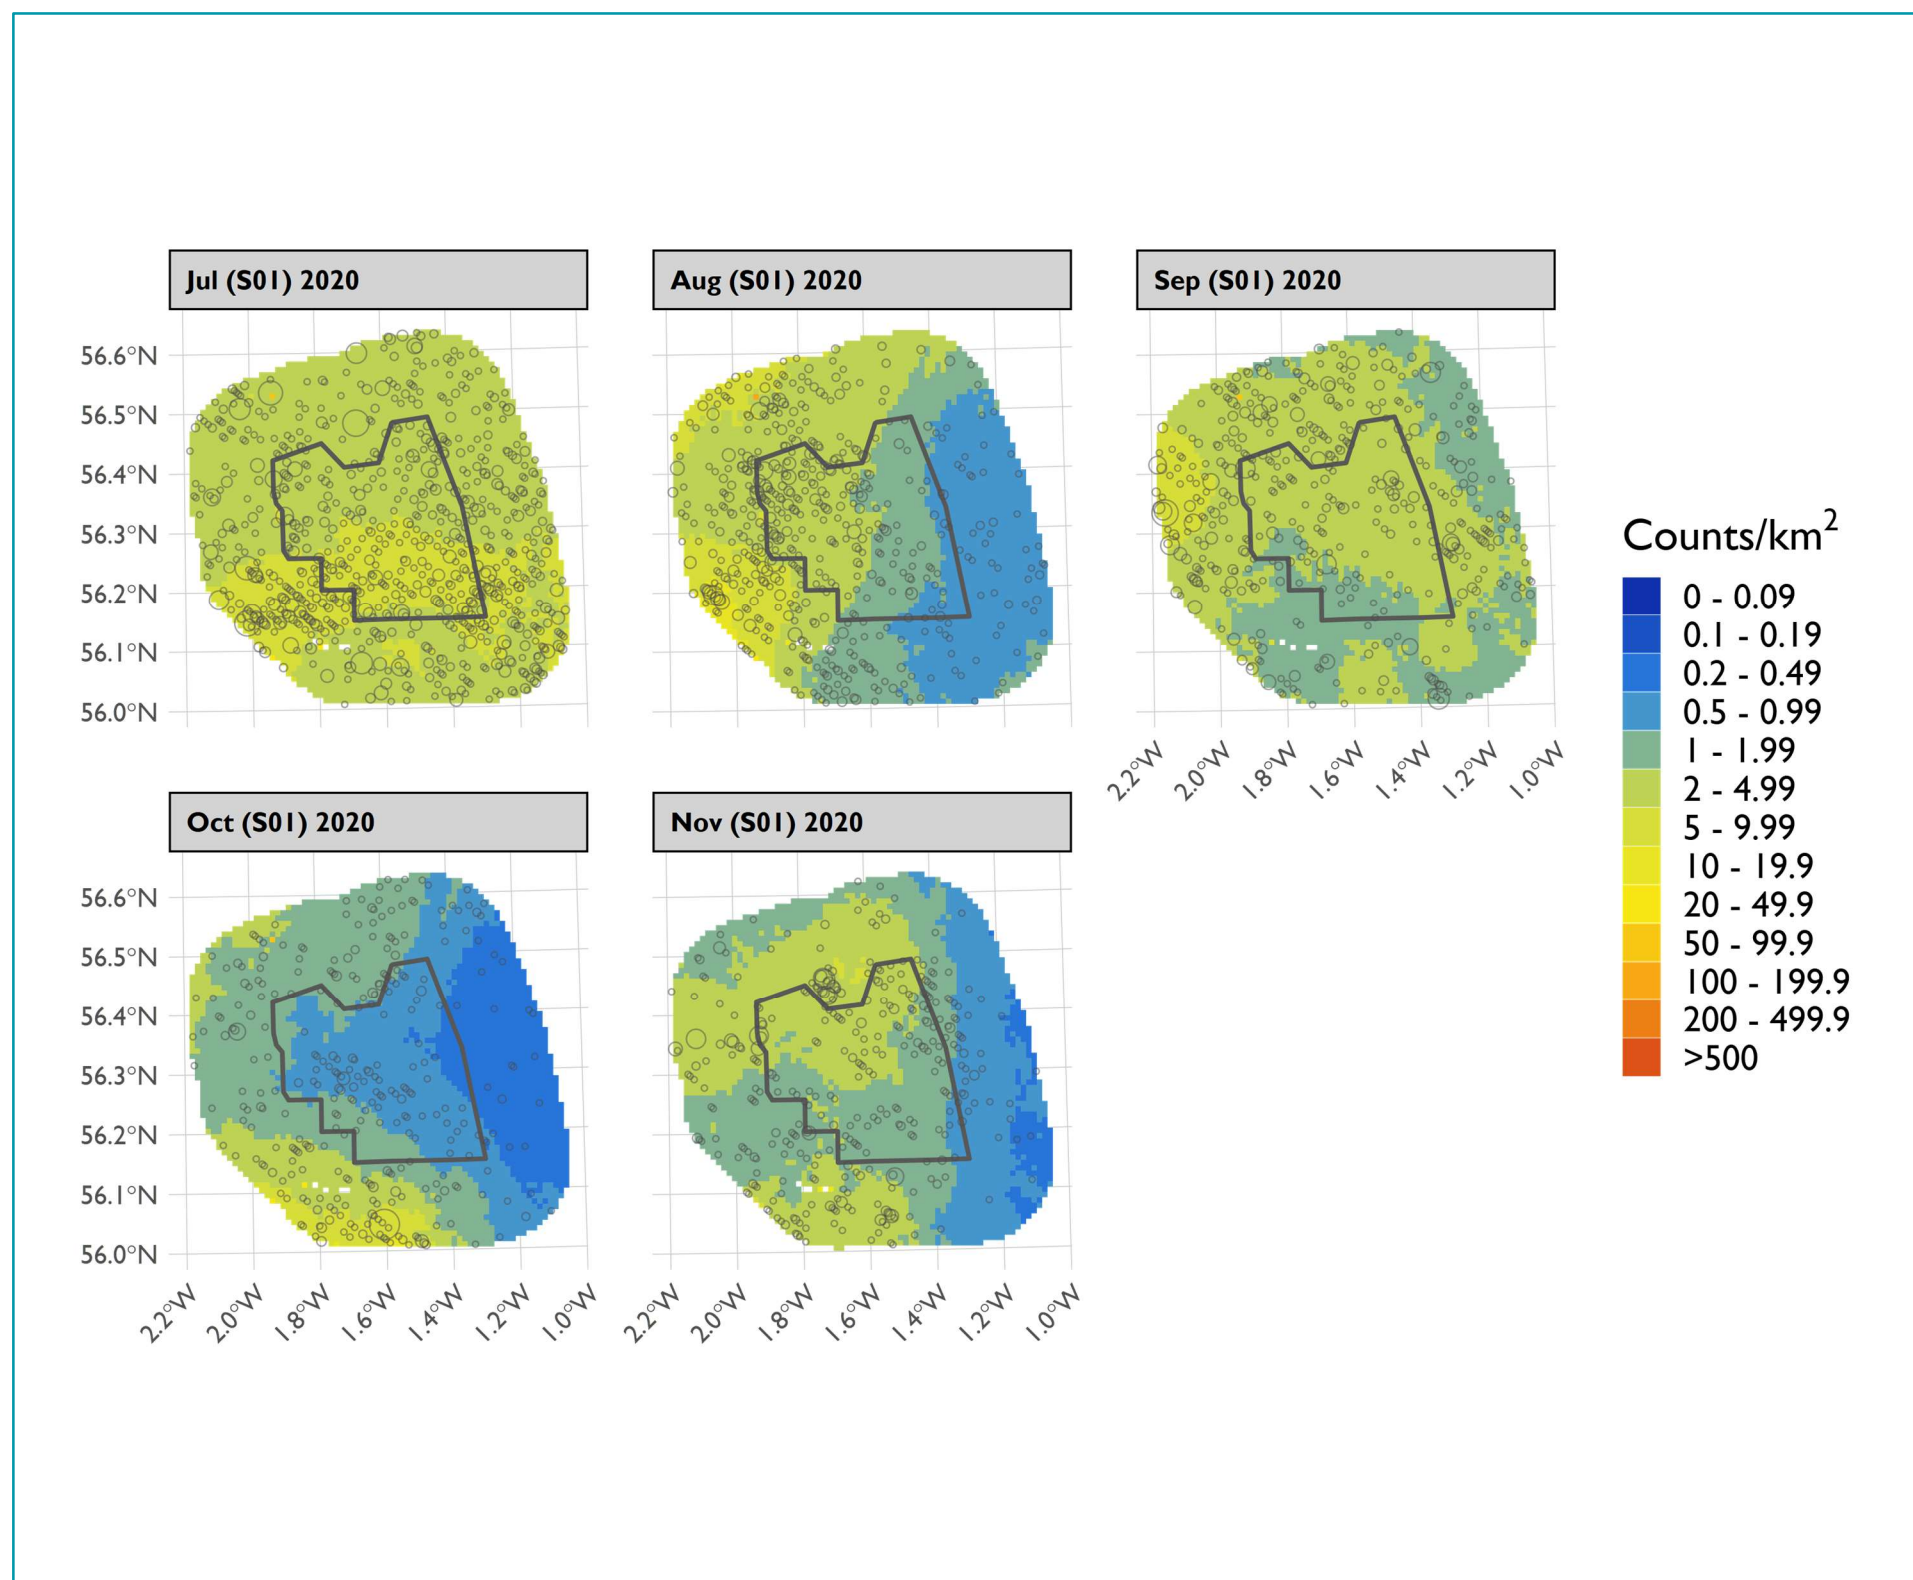 Jul (S01) 2020
Aug (S01) 2020
Sep (S01) 2020
56.6°N
56.5°N
56.4°N
56.3°N
56.2°N
56.1°N
56.0°N
2.2°W
2.0°W
1.8°W
1.6°W
1.4°W
1.2°W
1.0°W
Oct (S01) 2020
Nov (S01) 2020
56.6°N
56.5°N
56.4°N
56.3°N
56.2°N
56.1°N
56.0°N
2.2°W
2.0°W
1.8°W
1.6°W
1.4°W
1.2°W
1.0°W
2.2°W
2.0°W
1.8°W
1.6°W
1.4°W
1.2°W
1.0°W
Counts/km²
0 - 0.09
0.1 - 0.19
0.2 - 0.49
0.5 - 0.99
1 - 1.99
2 - 4.99
5 - 9.99
10 - 19.9
20 - 49.9
50 - 99.9
100 - 199.9
200 - 499.9
>500